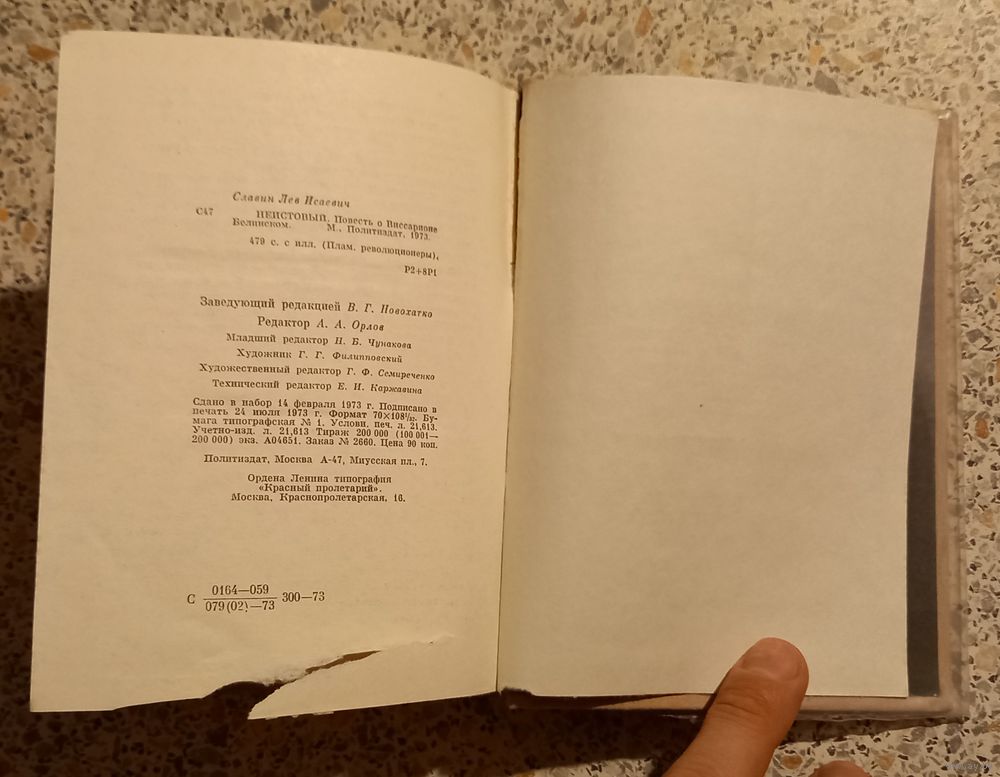 Славин Лев Исаевич
С47 НЕИСТОВЫЙ. Повесть о Виссарионе
Белинском. М., Политиздат, 1973.
479 с. с илл. (Плам. революционеры).
Р2+8Р1
Заведующий редакцией В. Г. Новохатко
Редактор А. А. Орлов
Младший редактор Н. Б. Чунакова
Художник Г. Г. Филипповский
Художественный редактор Г. Ф. Семиреченко
Технический редактор Е. И. Каржавина
Сдано в набор 14 февраля 1973 г. Подписано в
печать 24 июля 1973 г. Формат 70×108¹/₃₂. Бу-
мага типографская № 1. Условн. печ. л. 21,613.
Учетно-изд. л. 21,613 Тираж 200 000 (100 001—
200 000) экз. А04651. Заказ № 2660. Цена 90 коп.
Политиздат, Москва А-47, Миусская пл., 7.
Ордена Ленина типография
«Красный пролетарий».
Москва, Краснопролетарская, 16.
0164—059
С 300—73
079(02)—73